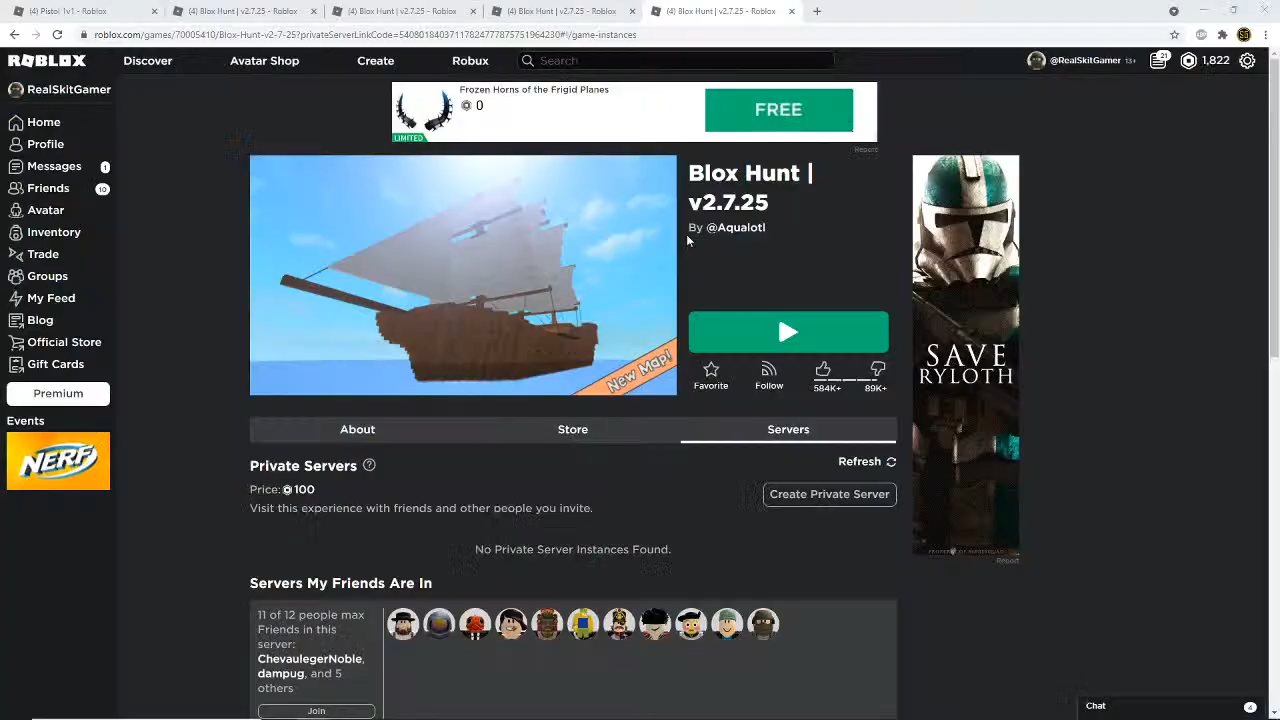 (4) Pistol 1v1 - Roblox
(4) Blox Hunt | v2.7.25 - Roblox
(4) Blox Hunt | v2.7.25 - Roblox
(4) Blox Hunt | v2.7.25 - Roblox
(4) Blox Hunt | v2.7.25 - Roblox
roblox.com/games/70005410/Blox-Hunt-v2-7-25?privateServerLinkCode=54080184037117824777875751964230#!/game-instances
SG
ROBLOX
Discover
Avatar Shop
Create
Robux
Search
@RealSkitGamer 13+
21
1,822
RealSkitGamer
Home
Profile
Messages 1
Friends 10
Avatar
Inventory
Trade
Groups
My Feed
Blog
Official Store
Gift Cards
Premium
Events
NERF
Frozen Horns of the Frigid Planes
0
LIMITED
FREE
Report
New Map!
Blox Hunt |
v2.7.25
By @Aqualotl
Favorite
Follow
584K+
89K+
About
Store
Servers
Private Servers
Refresh
Price: 100
Create Private Server
Visit this experience with friends and other people you invite.
No Private Server Instances Found.
Servers My Friends Are In
11 of 12 people max
Friends in this
server:
ChevaulegerNoble,
dampug, and 5
others
Join
SAVE
RYLOTH
Report
Chat
4